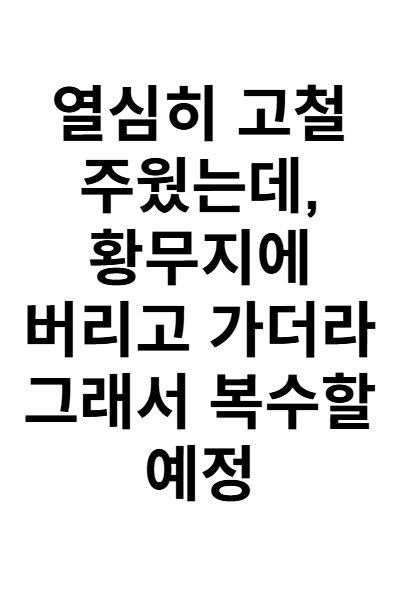 열심히 고철
주웠는데,
황무지에
버리고 가더라
그래서 복수할
예정